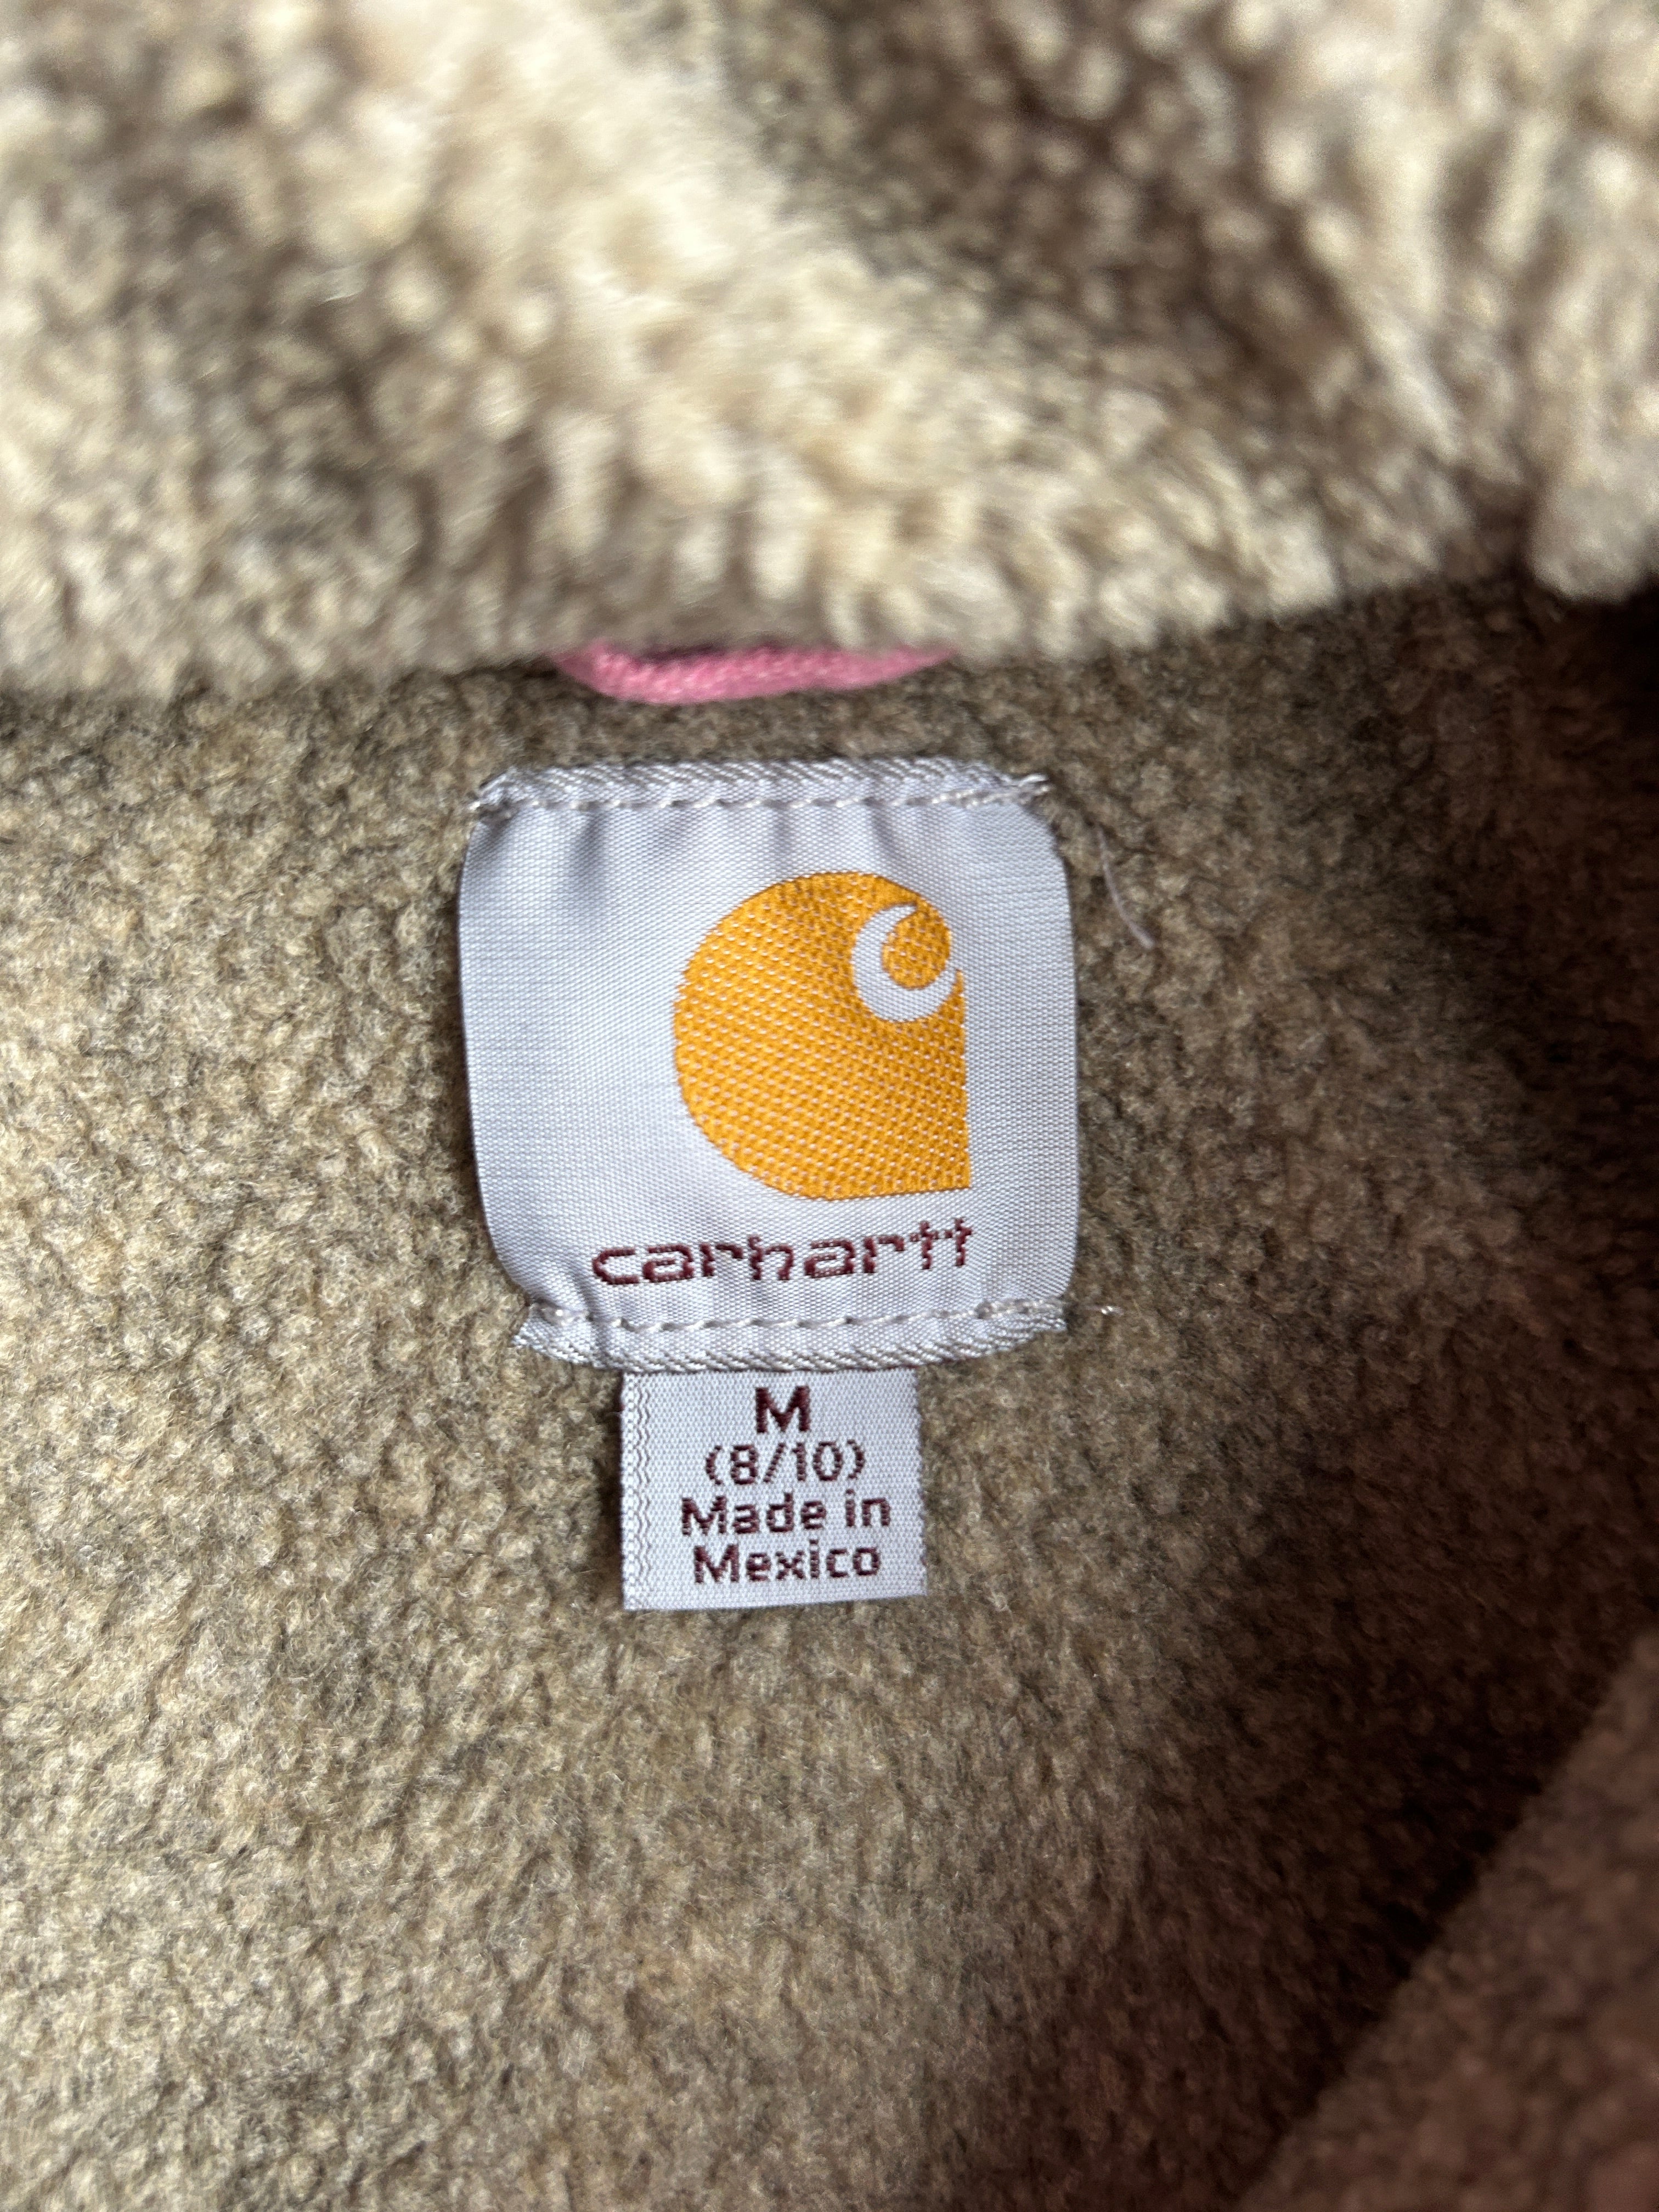 carhartt
M
(8/10)
Made in
Mexico